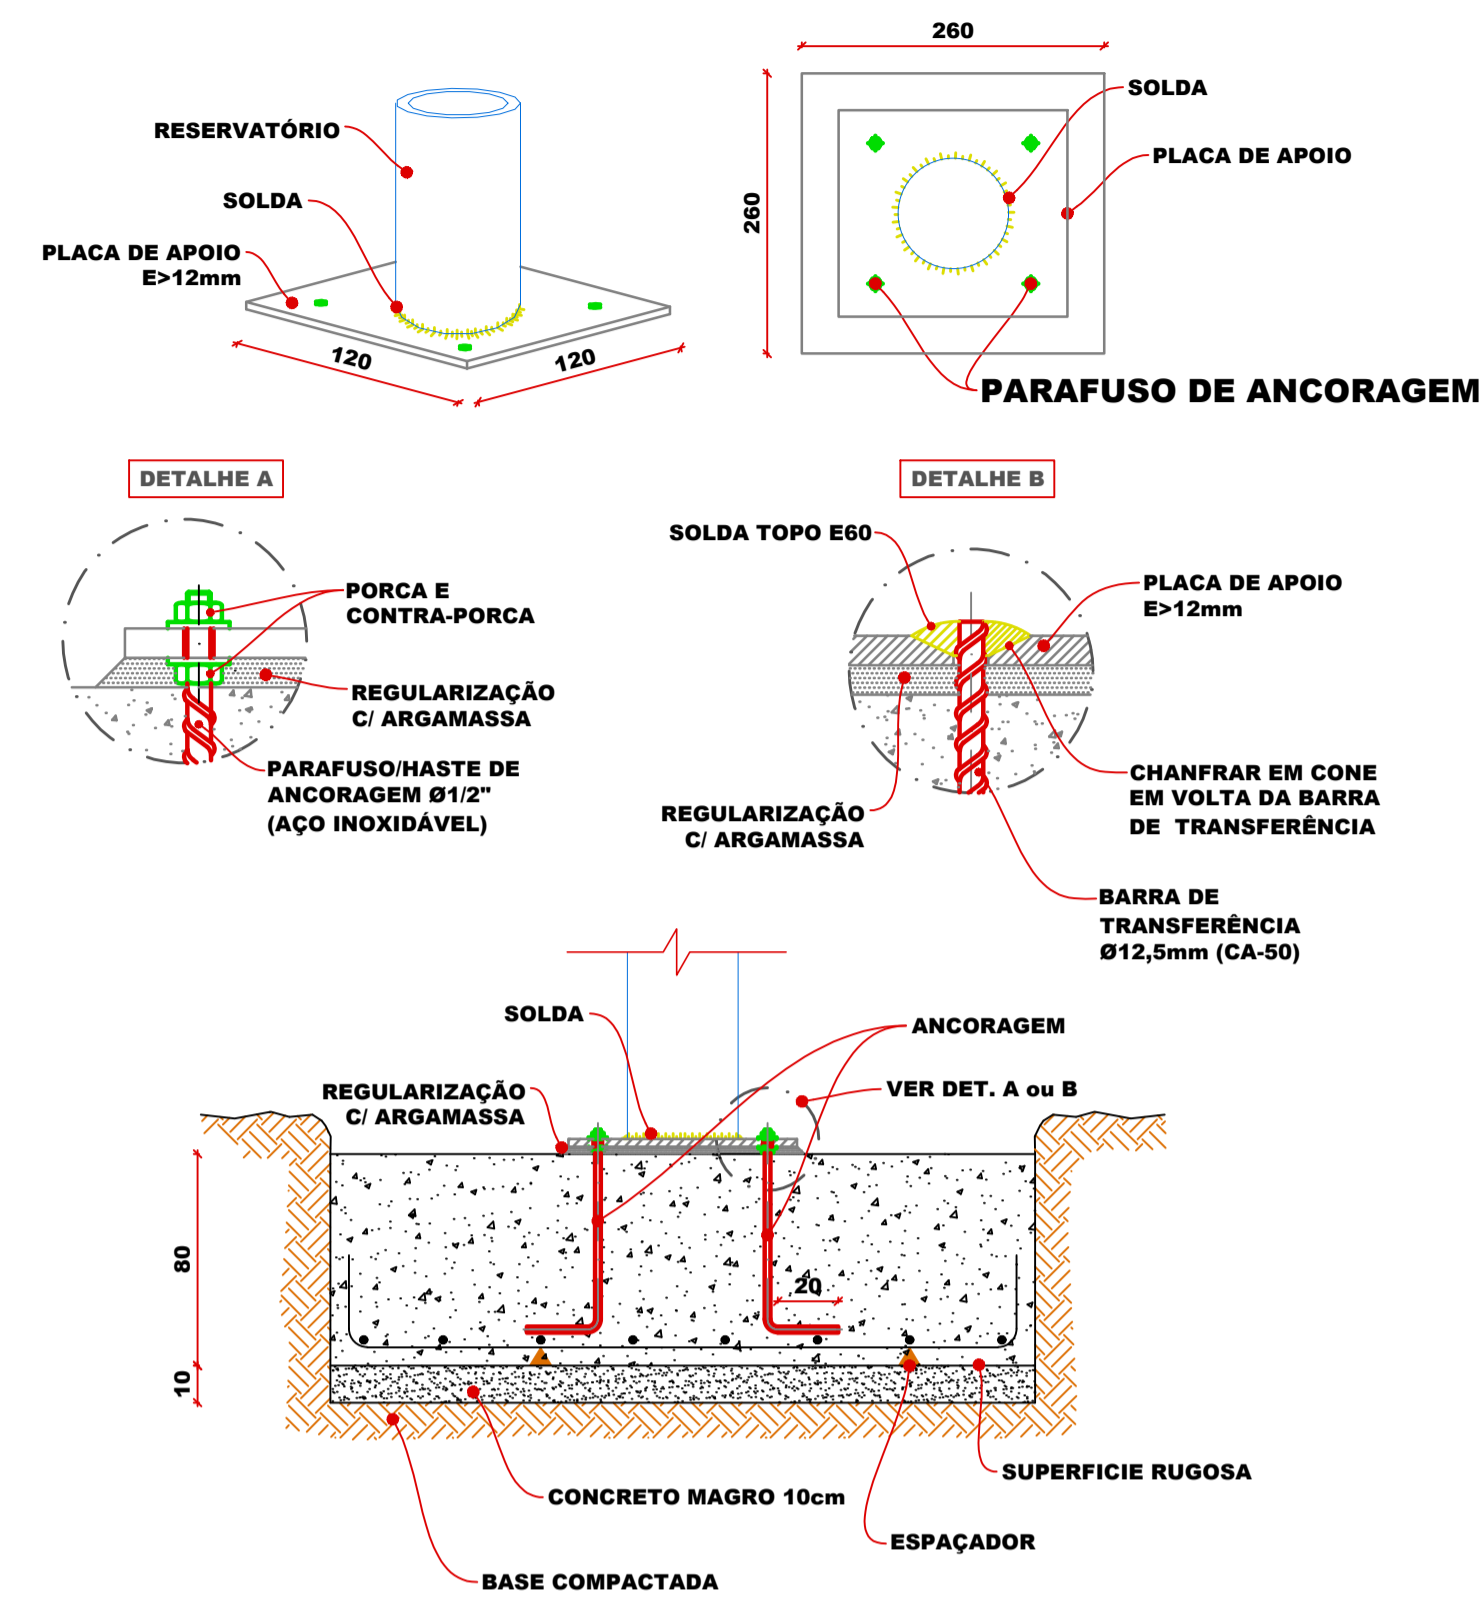 260
SOLDA
RESERVATÓRIO
PLACA DE APOIO
SOLDA
260
PLACA DE APOIO
E>12mm
120
120
PARAFUSO DE ANCORAGEM
DETALHE A
DETALHE B
SOLDA TOPO E60
PORCA E
CONTRA-PORCA
PLACA DE APOIO
E>12mm
REGULARIZAÇÃO
C/ ARGAMASSA
PARAFUSO/HASTE DE
ANCORAGEM Ø1/2"
(AÇO INOXIDÁVEL)
CHANFRAR EM CONE
EM VOLTA DA BARRA
DE TRANSFERÊNCIA
REGULARIZAÇÃO
C/ ARGAMASSA
BARRA DE
TRANSFERÊNCIA
Ø12,5mm (CA-50)
SOLDA
ANCORAGEM
REGULARIZAÇÃO
C/ ARGAMASSA
VER DET. A ou B
80
20
10
SUPERFICIE RUGOSA
CONCRETO MAGRO 10cm
ESPAÇADOR
BASE COMPACTADA